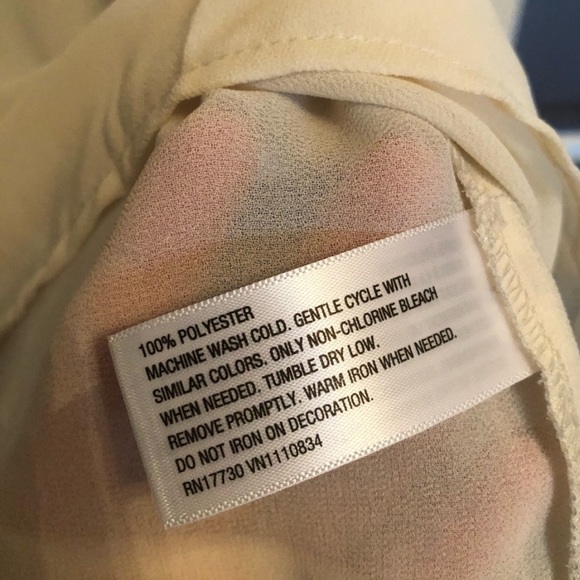 100% POLYESTER
MACHINE WASH COLD. GENTLE CYCLE WITH
SIMILAR COLORS. ONLY NON-CHLORINE BLEACH
WHEN NEEDED. TUMBLE DRY LOW.
REMOVE PROMPTLY. WARM IRON WHEN NEEDED.
DO NOT IRON ON DECORATION.
RN17730 VN1110834